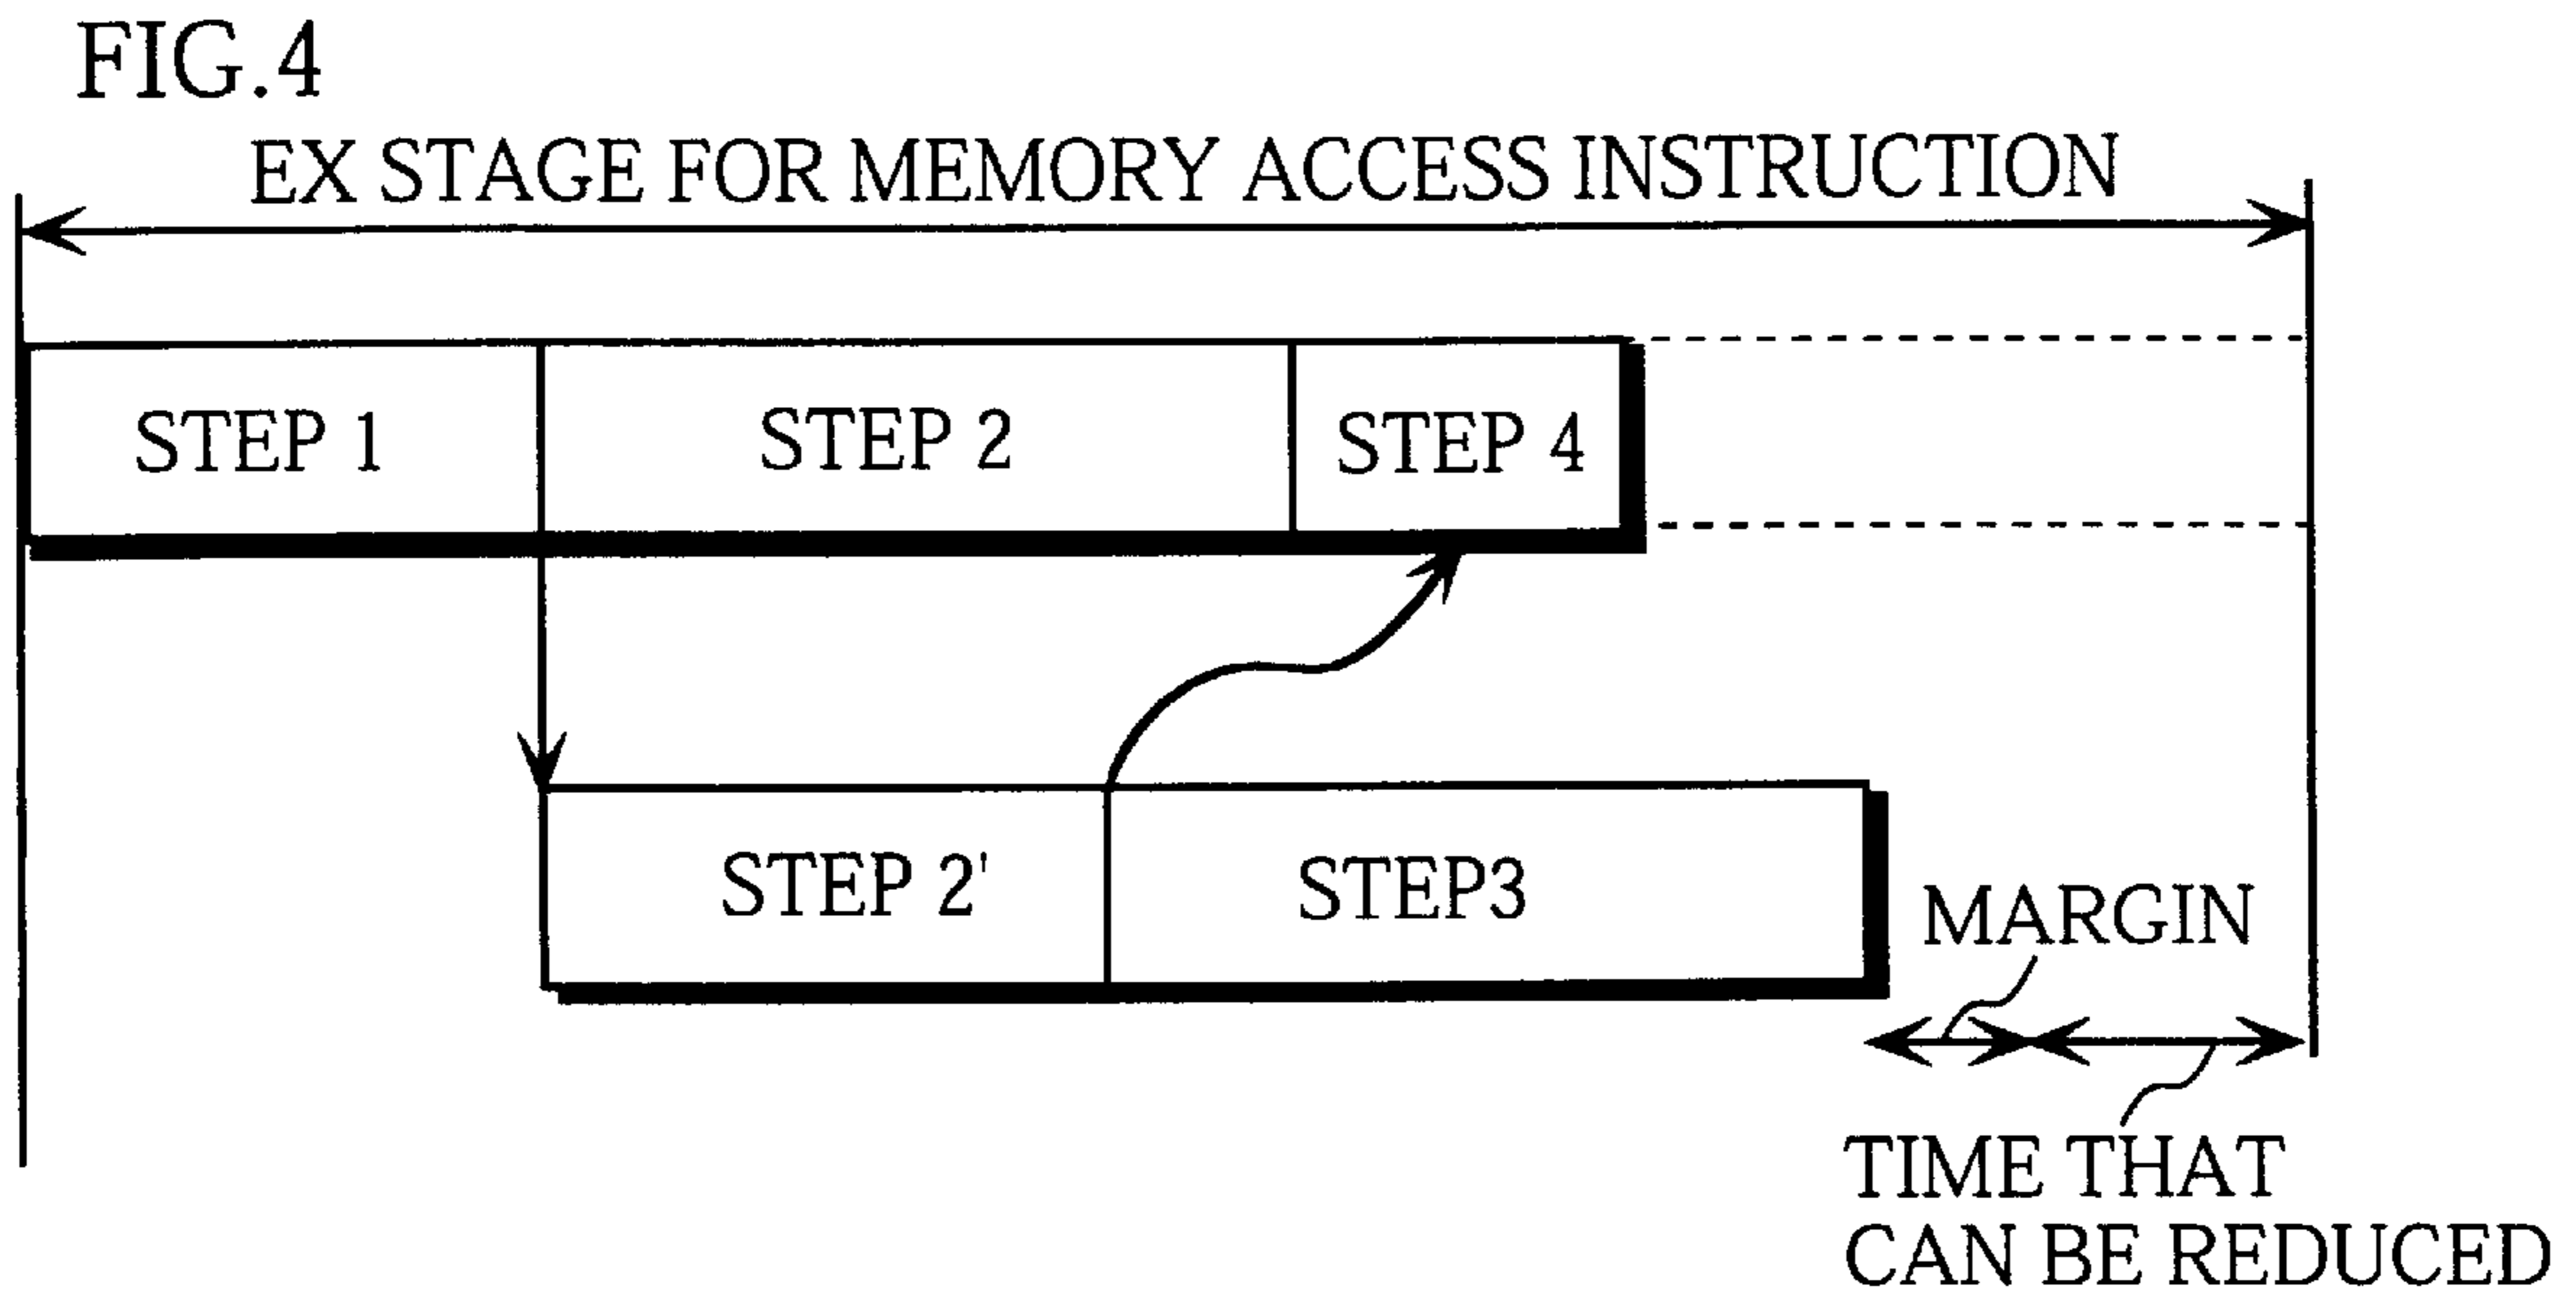 FIG.4
EX STAGE FOR MEMORY ACCESS INSTRUCTION
STEP 1
STEP 2
STEP 4
STEP 2'
STEP3
MARGIN
TIME THAT
CAN BE REDUCED